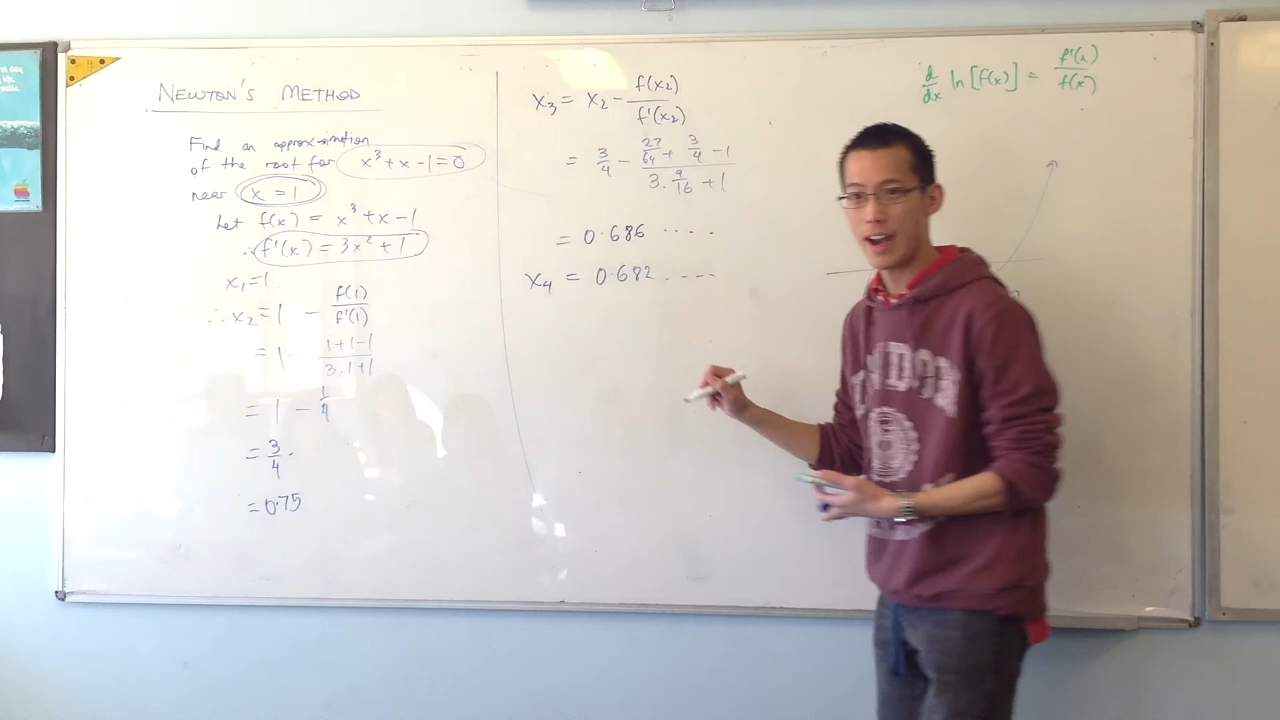 NEWTON'S METHOD
Find an approximation
of the root for x³ + x - 1 = 0
near x = 1
Let f(x) = x³ + x - 1
∴ f'(x) = 3x² + 1
x₁ = 1
∴ x₂ = 1 - f(1)/f'(1)
= 1 - (1+1-1)/(3.1+1)
= 1 - 1/4
= 3/4.
= 0.75
x₃ = x₂ - f(x₂)/f'(x₂)
= 3/4 - (27/64 + 3/4 - 1)/(3.9/16 + 1)
= 0.686 ....
x₄ = 0.682 ....
d/dx ln[f(x)] = f'(x)/f(x)
LONDON